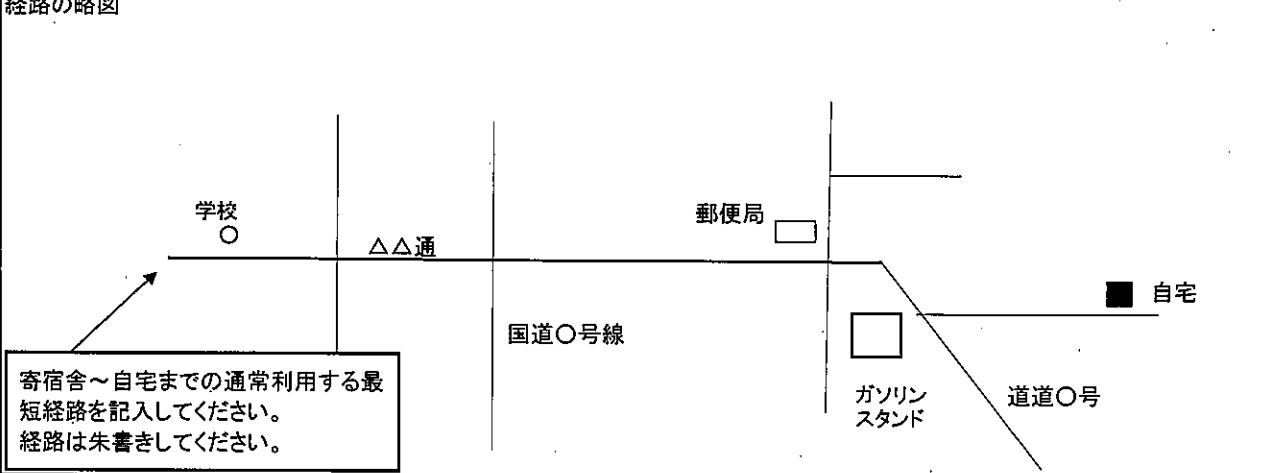 経路の略図
学校
郵便局
△△通
自宅
国道〇号線
寄宿舎～自宅までの通常利用する最
短経路を記入してください。
経路は朱書きしてください。
ガソリン
スタンド
道道〇号